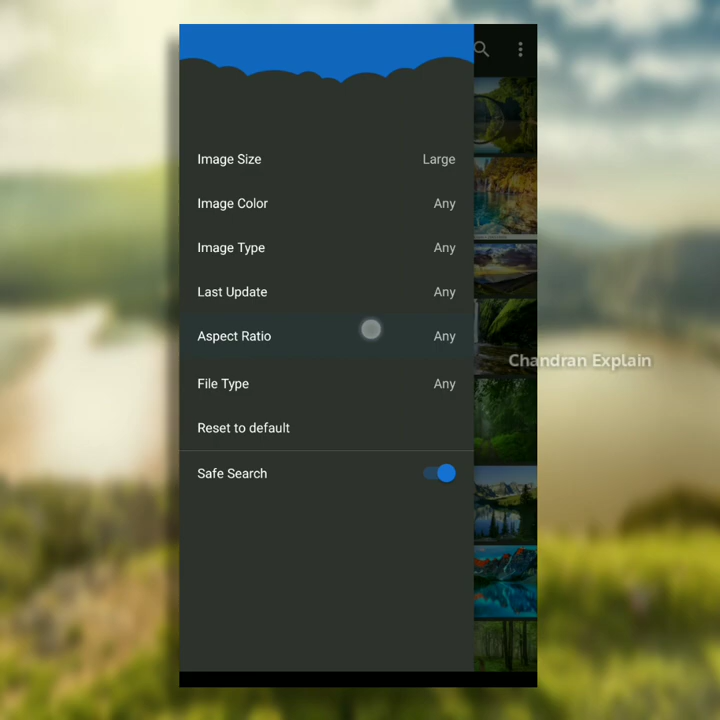 Image Size Large
Image Color Any
Image Type Any
Last Update Any
Aspect Ratio Any
Chandran Explain
File Type Any
Reset to default
Safe Search